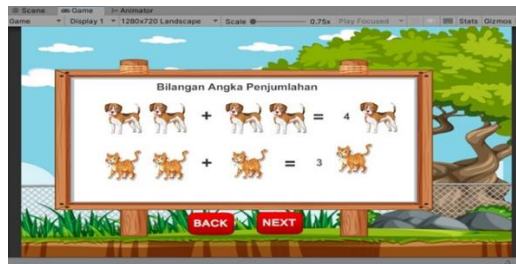 Scene Game Animator
Game Display 1 1280x720 Landscape Scale 0.75x Play Focused Stats Gizmos
Bilangan Angka Penjumlahan
+ = 4
+ = 3
BACK NEXT